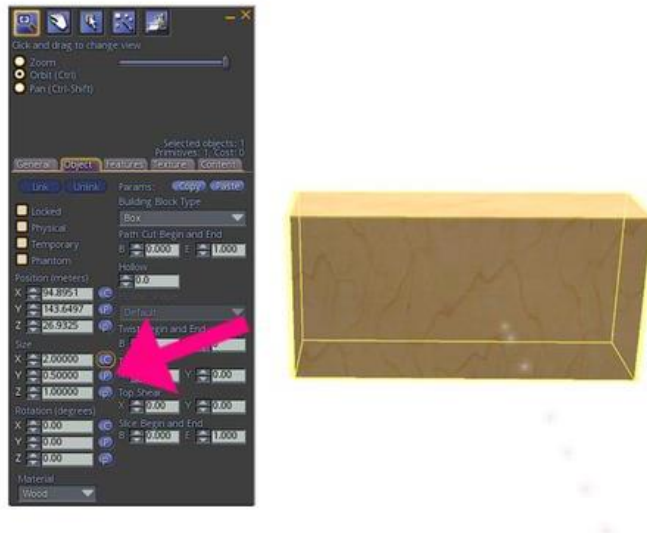 Click and drag to change view
Zoom
Orbit (Ctrl)
Pan (Ctrl-Shift)
Selected objects: 1
Primitives: 1, Cost: 0
General Object Features Texture Content
Link Unlink Params: Copy Paste
Building Block Type
Locked
Box
Physical
Path Cut Begin and End
Temporary
B 0.000 E 1.000
Phantom
Hollow
Position (meters)
0.0
X 94.8951 C
Y 143.6497 P
Default
Z 26.9325 P
Twist Begin and End
Size
B
X 2.00000 C
Y 0.50000 P
Y 0.00
Z 1.00000 P
Top Shear
X 0.00 Y 0.00
Rotation (degrees)
X 0.00 C
Slice Begin and End
Y 0.00 P
B 0.000 E 1.000
Z 0.00 P
Material
Wood